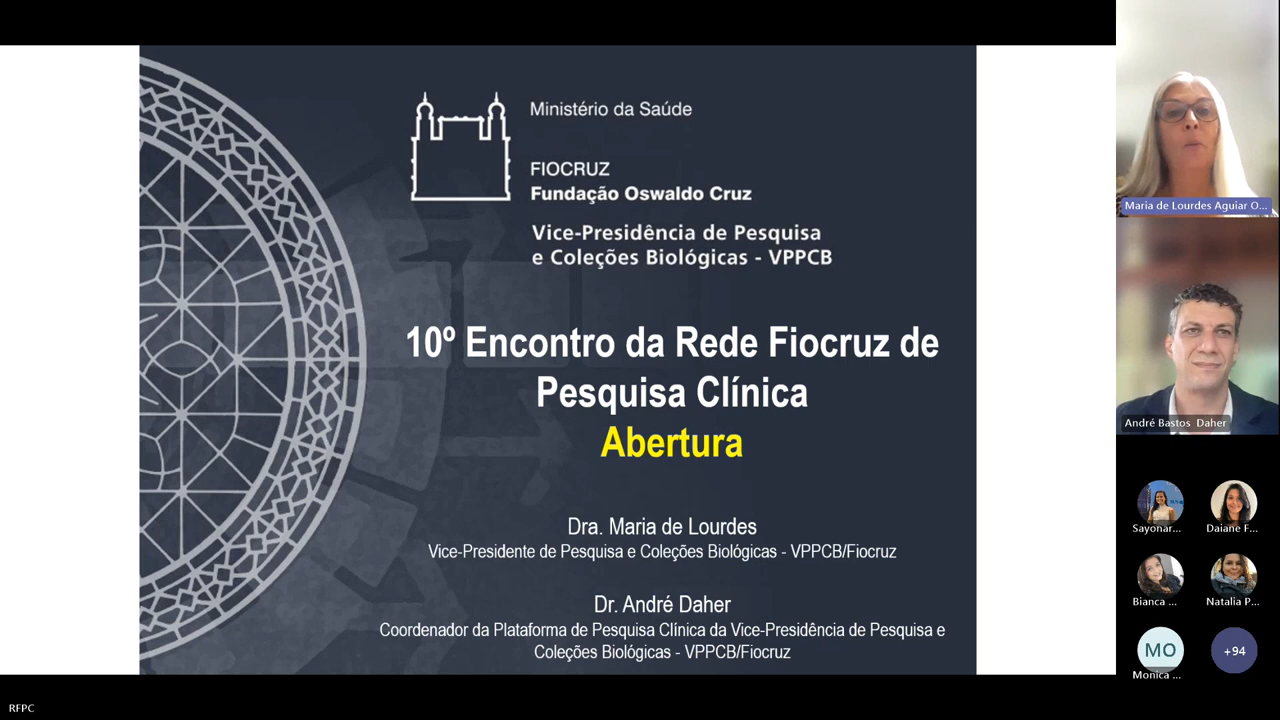 Ministério da Saúde
FIOCRUZ
Fundação Oswaldo Cruz
Vice-Presidência de Pesquisa
e Coleções Biológicas - VPPCB
10º Encontro da Rede Fiocruz de
Pesquisa Clínica
Abertura
Dra. Maria de Lourdes
Vice-Presidente de Pesquisa e Coleções Biológicas - VPPCB/Fiocruz
Dr. André Daher
Coordenador da Plataforma de Pesquisa Clínica da Vice-Presidência de Pesquisa e
Coleções Biológicas - VPPCB/Fiocruz
Maria de Lourdes Aguiar O...
André Bastos Daher
Sayonar...
Daiane F...
Bianca ...
Natalia P...
MO
Monica ...
+94
RFPC